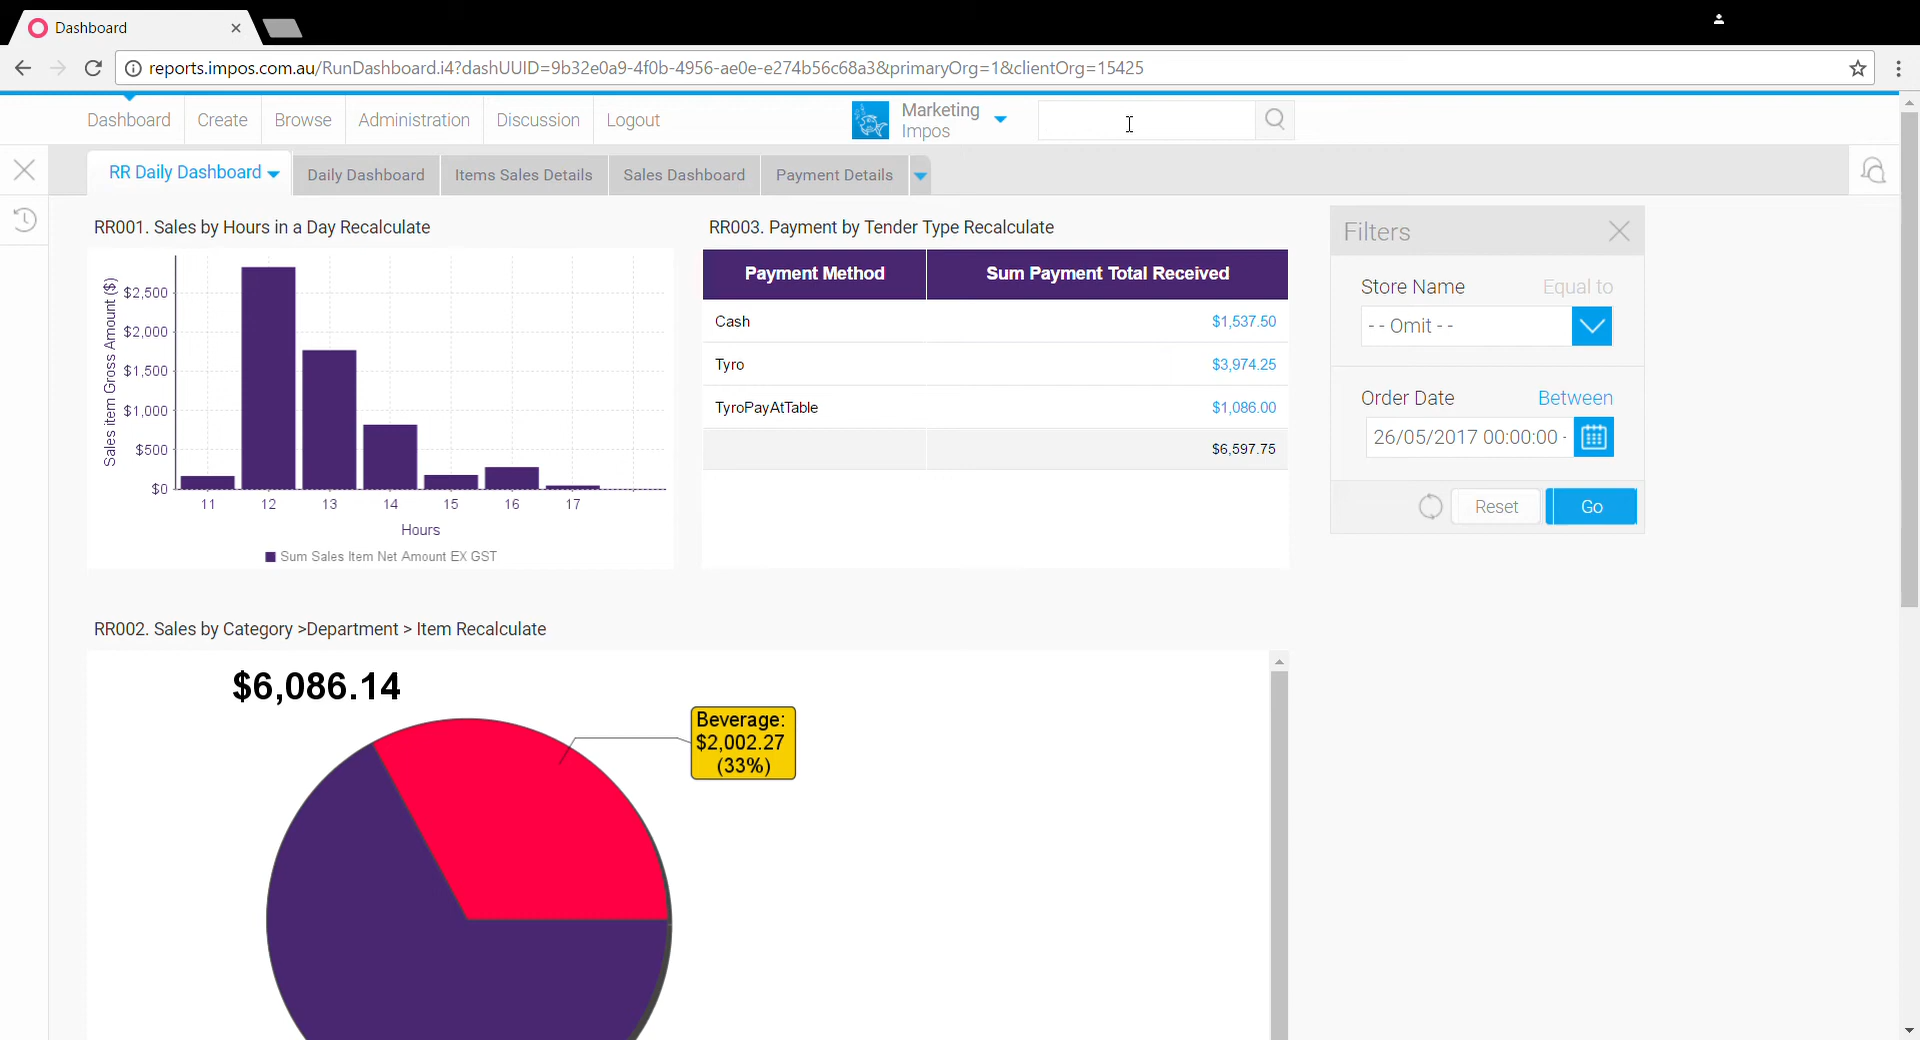 Dashboard
reports.impos.com.au/RunDashboard.i4?dashUUID=9b32e0a9-4f0b-4956-ae0e-e274b56c68a3&primaryOrg=1&clientOrg=15425
Dashboard Create Browse Administration Discussion Logout
Marketing
Impos
RR Daily Dashboard Daily Dashboard Items Sales Details Sales Dashboard Payment Details
RR001. Sales by Hours in a Day Recalculate
Sales item Gross Amount ($)
$2,500
$2,000
$1,500
$1,000
$500
$0
11 12 13 14 15 16 17
Hours
Sum Sales Item Net Amount EX GST
RR003. Payment by Tender Type Recalculate
Payment Method Sum Payment Total Received
Cash $1,537.50
Tyro $3,974.25
TyroPayAtTable $1,086.00
$6,597.75
Filters
Store Name Equal to
- - Omit - -
Order Date Between
26/05/2017 00:00:00 -
Reset Go
RR002. Sales by Category >Department > Item Recalculate
$6,086.14
Beverage:
$2,002.27
(33%)